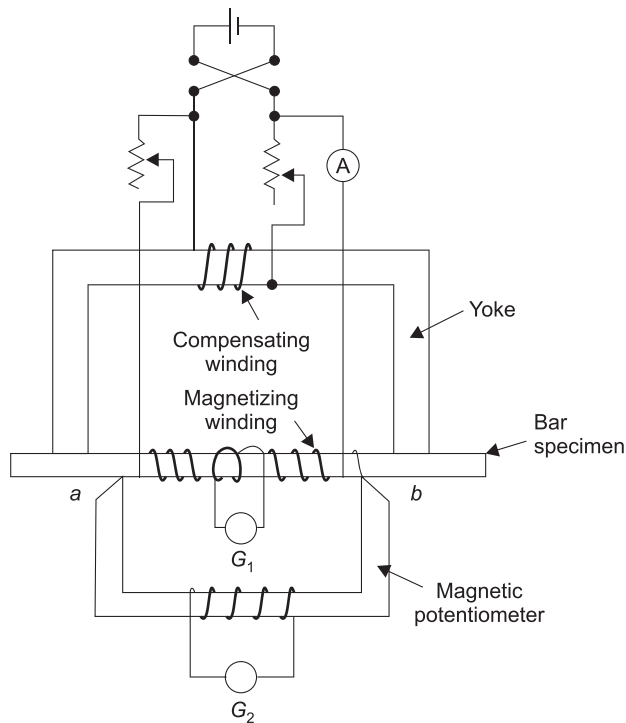 A
Yoke
Compensating
winding
Magnetizing
winding
Bar
specimen
a
b
G1
Magnetic
potentiometer
G2